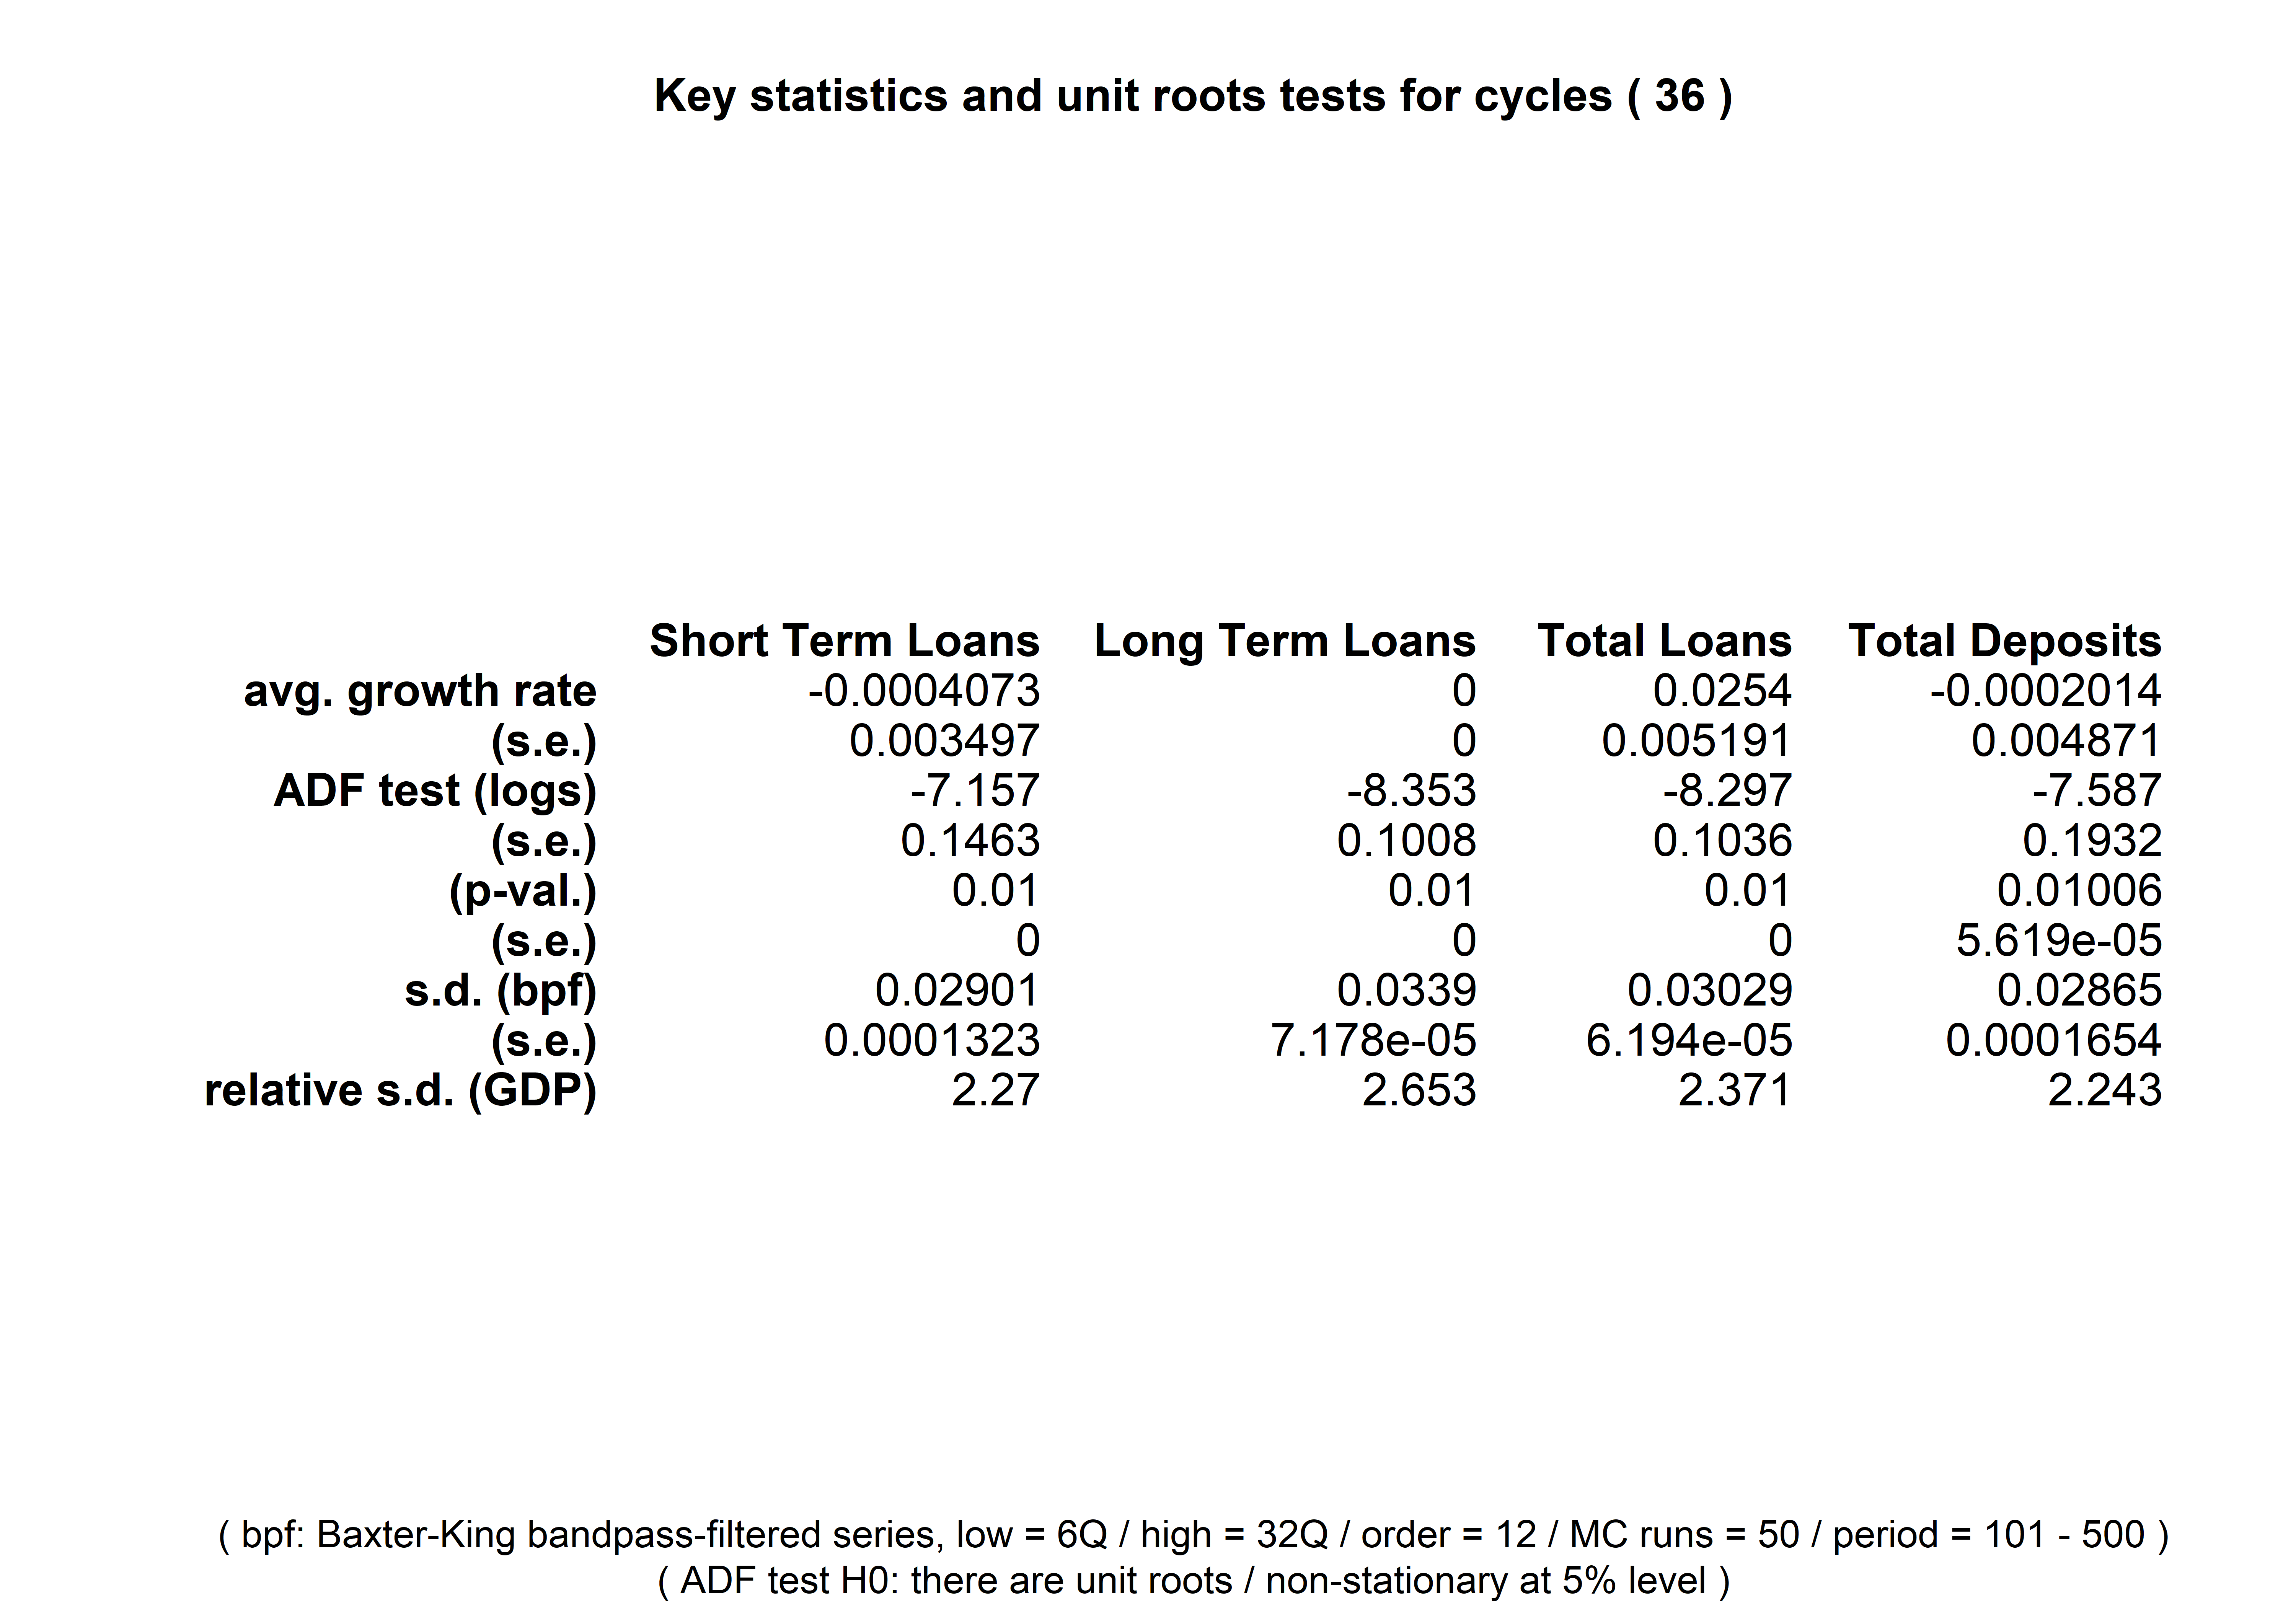 Key statistics and unit roots tests for cycles ( 36 )
Short Term Loans Long Term Loans Total Loans Total Deposits
avg. growth rate -0.0004073 0 0.0254 -0.0002014
(s.e.) 0.003497 0 0.005191 0.004871
ADF test (logs) -7.157 -8.353 -8.297 -7.587
(s.e.) 0.1463 0.1008 0.1036 0.1932
(p-val.) 0.01 0.01 0.01 0.01006
(s.e.) 0 0 0 5.619e-05
s.d. (bpf) 0.02901 0.0339 0.03029 0.02865
(s.e.) 0.0001323 7.178e-05 6.194e-05 0.0001654
relative s.d. (GDP) 2.27 2.653 2.371 2.243
( bpf: Baxter-King bandpass-filtered series, low = 6Q / high = 32Q / order = 12 / MC runs = 50 / period = 101 - 500 )
( ADF test H0: there are unit roots / non-stationary at 5% level )